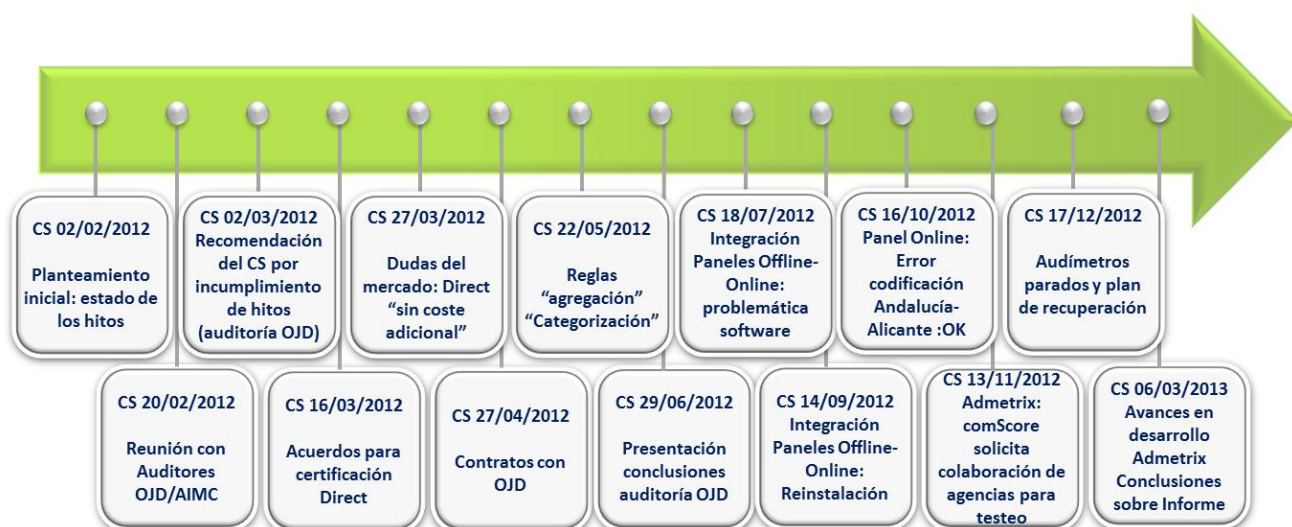 CS 02/02/2012
Planteamiento
inicial: estado de
los hitos
CS 20/02/2012
Reunión con
Auditores
OJD/AIMC
CS 02/03/2012
Recomendación
del CS por
incumplimiento
de hitos
(auditoría OJD)
CS 16/03/2012
Acuerdos para
certificación
Direct
CS 27/03/2012
Dudas del
mercado: Direct
“sin coste
adicional”
CS 27/04/2012
Contratos con
OJD
CS 22/05/2012
Reglas
“agregación”
“Categorización”
CS 29/06/2012
Presentación
conclusiones
auditoría OJD
CS 18/07/2012
Integración
Paneles Offline-
Online:
problemática
software
CS 14/09/2012
Integración
Paneles Offline-
Online:
Reinstalación
CS 16/10/2012
Panel Online:
Error
codificación
Andalucía-
Alicante :OK
CS 13/11/2012
Admetrix:
comScore
solicita
colaboración de
agencias para
testeo
CS 17/12/2012
Audímetros
parados y plan
de recuperación
CS 06/03/2013
Avances en
desarrollo
Admetrix
Conclusiones
sobre Informe